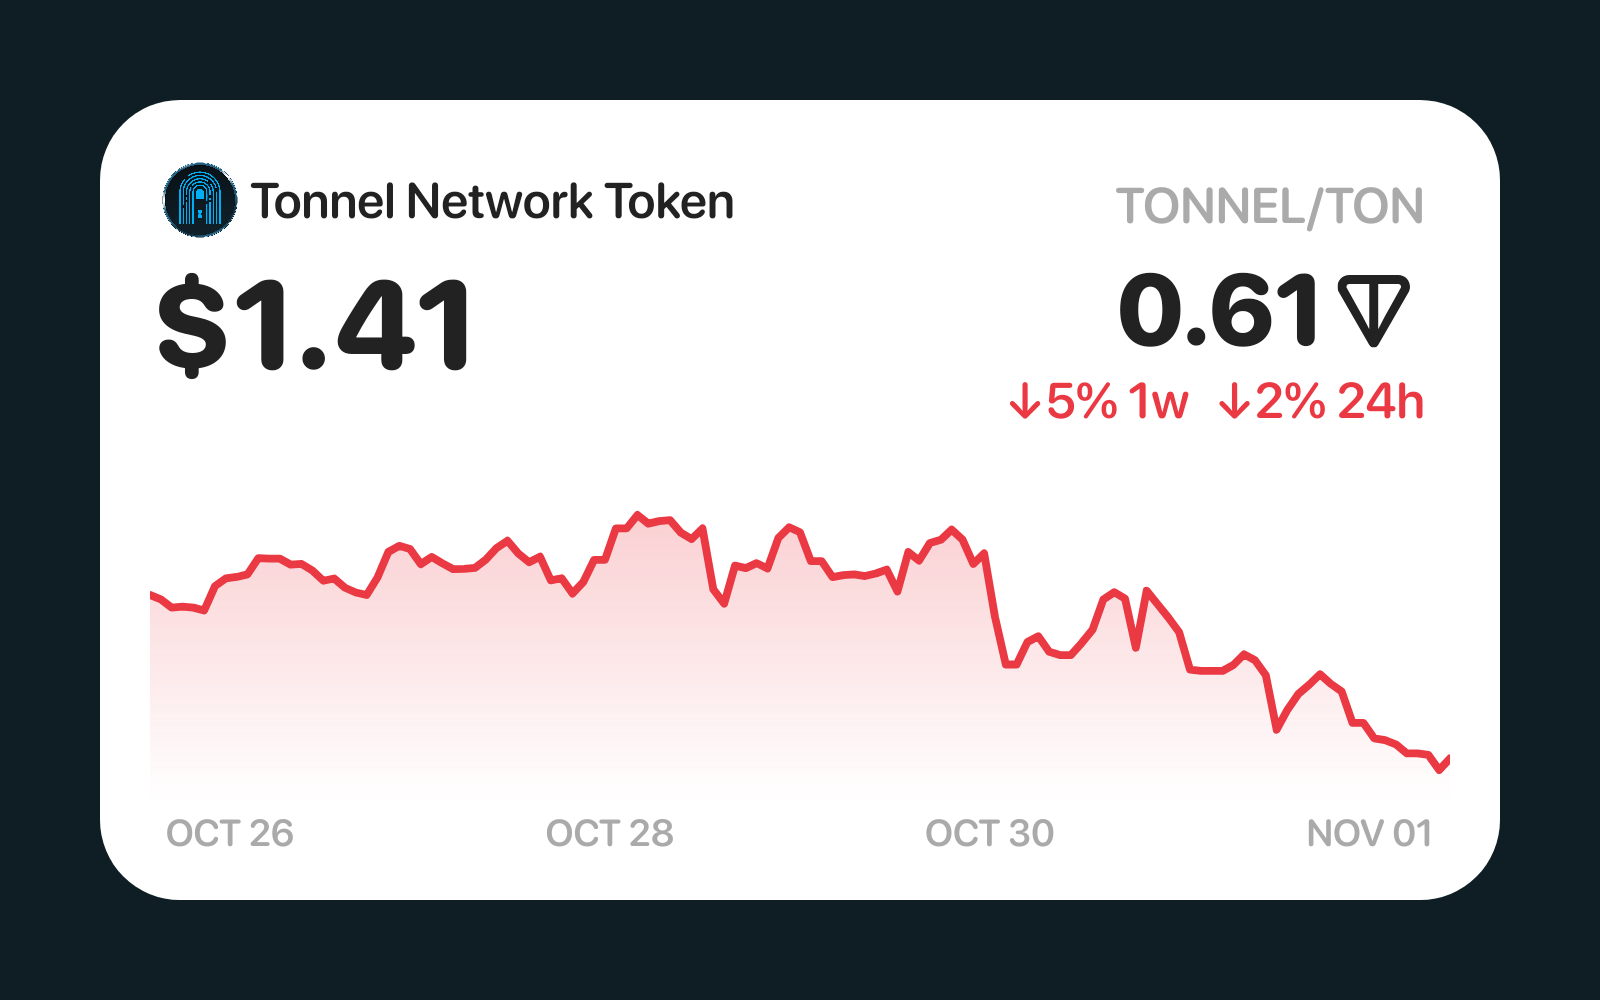 Tonnel Network Token
TONNEL/TON
$1.41
0.61
↓5% 1w ↓2% 24h
OCT 26 OCT 28 OCT 30 NOV 01